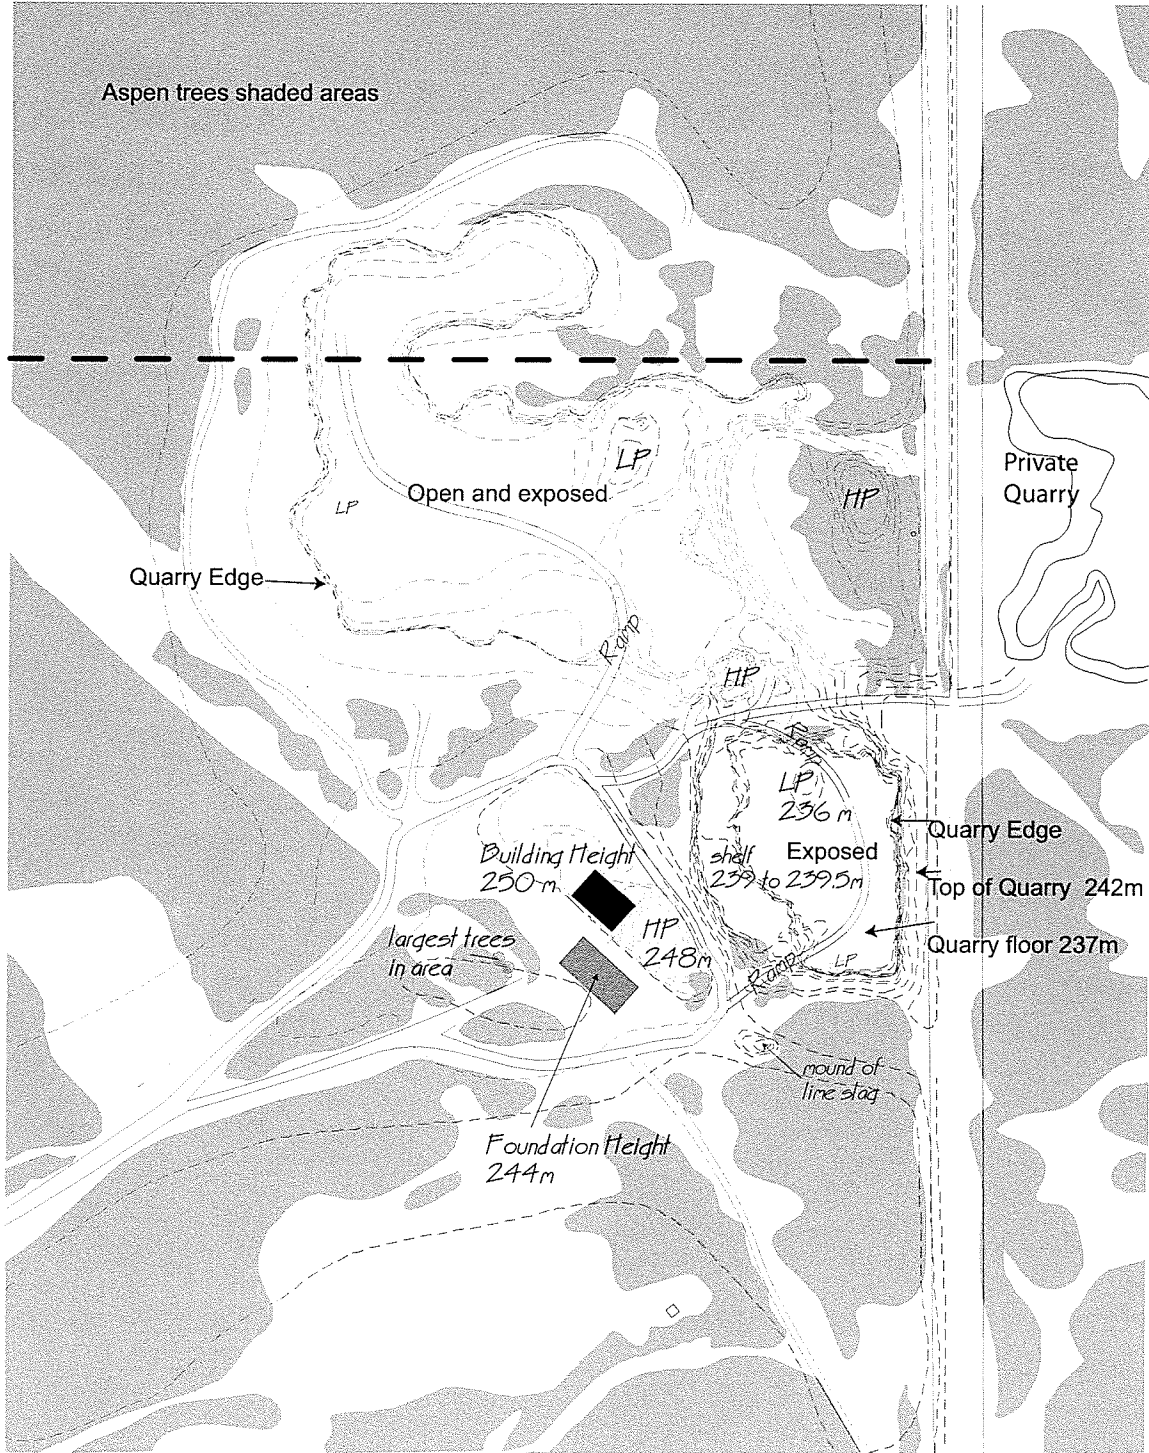 Aspen trees shaded areas
LP
Private
Quarry
HP
Open and exposed
LP
Quarry Edge
Ramp
HP
Ramp
LP
236 m
Quarry Edge
Building Height
250 m
shelf
239 to 239.5m
Exposed
Top of Quarry 242m
HP
248m
largest trees
in area
Quarry floor 237m
LP
Ramp
mound of
lime slag
Foundation Height
244m